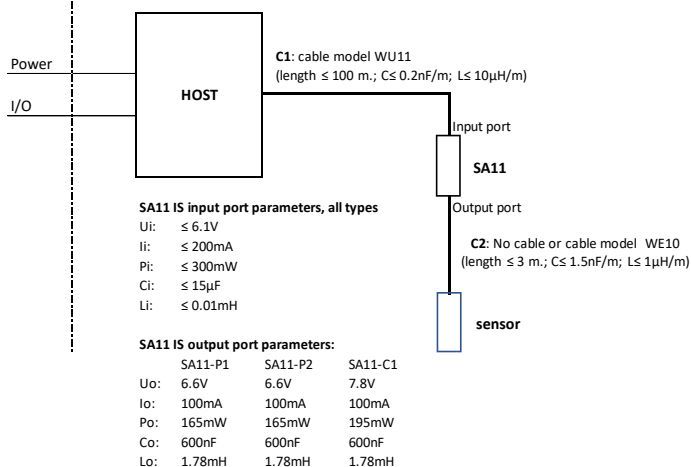 Power
I/O
HOST
C1: cable model WU11
(length ≤ 100 m.; C≤ 0.2nF/m; L≤ 10µH/m)
Input port
SA11
Output port
C2: No cable or cable model WE10
(length ≤ 3 m.; C≤ 1.5nF/m; L≤ 1µH/m)
sensor
SA11 IS input port parameters, all types
Ui: ≤ 6.1V
Ii: ≤ 200mA
Pi: ≤ 300mW
Ci: ≤ 15µF
Li: ≤ 0.01mH
SA11 IS output port parameters:
SA11-P1 SA11-P2 SA11-C1
Uo: 6.6V 6.6V 7.8V
Io: 100mA 100mA 100mA
Po: 165mW 165mW 195mW
Co: 600nF 600nF 600nF
Lo: 1.78mH 1.78mH 1.78mH